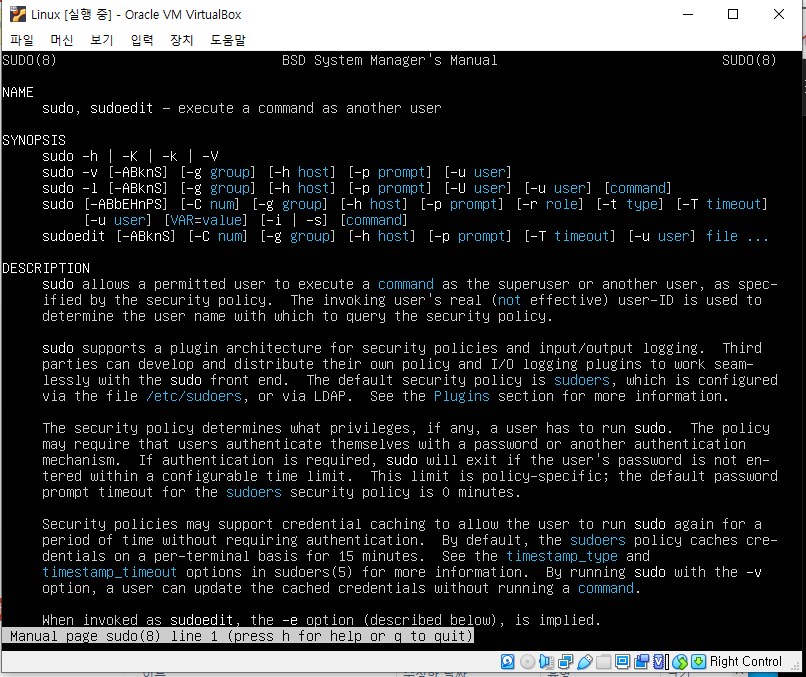 Linux [실행 중] - Oracle VM VirtualBox
파일 머신 보기 입력 장치 도움말
SUDO(8) BSD System Manager's Manual SUDO(8)
NAME
sudo, sudoedit – execute a command as another user
SYNOPSIS
sudo -h | -K | -k | -V
sudo -v [-ABknS] [-g group] [-h host] [-p prompt] [-u user]
sudo -l [-ABknS] [-g group] [-h host] [-p prompt] [-U user] [-u user] [command]
sudo [-ABbEHnPS] [-C num] [-g group] [-h host] [-p prompt] [-r role] [-t type] [-T timeout]
[-u user] [VAR=value] [-i | -s] [command]
sudoedit [-ABknS] [-C num] [-g group] [-h host] [-p prompt] [-T timeout] [-u user] file ...
DESCRIPTION
sudo allows a permitted user to execute a command as the superuser or another user, as spec-
ified by the security policy. The invoking user's real (not effective) user-ID is used to
determine the user name with which to query the security policy.
sudo supports a plugin architecture for security policies and input/output logging. Third
parties can develop and distribute their own policy and I/O logging plugins to work seam-
lessly with the sudo front end. The default security policy is sudoers, which is configured
via the file /etc/sudoers, or via LDAP. See the Plugins section for more information.
The security policy determines what privileges, if any, a user has to run sudo. The policy
may require that users authenticate themselves with a password or another authentication
mechanism. If authentication is required, sudo will exit if the user's password is not en-
tered within a configurable time limit. This limit is policy-specific; the default password
prompt timeout for the sudoers security policy is 0 minutes.
Security policies may support credential caching to allow the user to run sudo again for a
period of time without requiring authentication. By default, the sudoers policy caches cre-
dentials on a per-terminal basis for 15 minutes. See the timestamp_type and
timestamp_timeout options in sudoers(5) for more information. By running sudo with the -v
option, a user can update the cached credentials without running a command.
When invoked as sudoedit, the -e option (described below), is implied.
Manual page sudo(8) line 1 (press h for help or q to quit)
Right Control